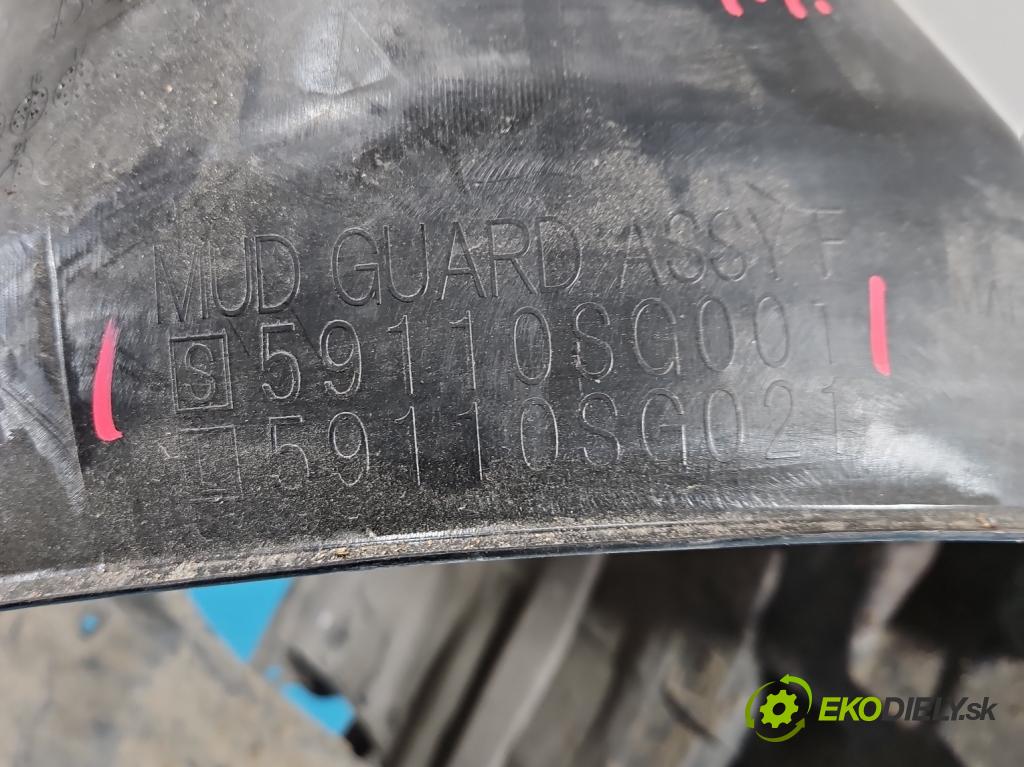 M.
MUD GUARD ASSY F
S 59110SG001
59110SG021
EKODIELY.sk